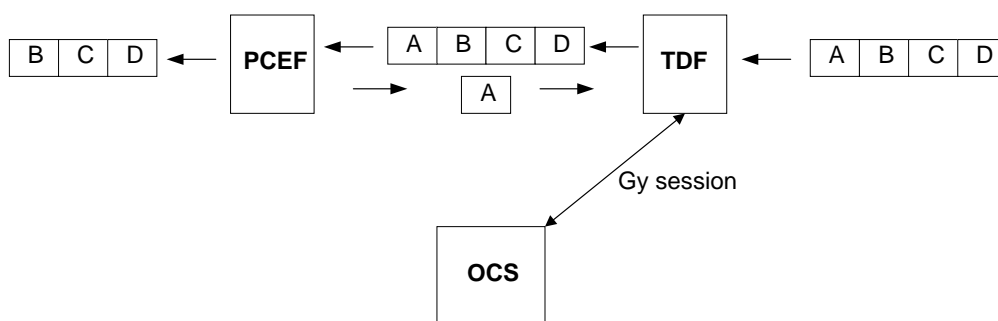 B C D
PCEF
A B C D
A
TDF
A B C D
Gy session
OCS